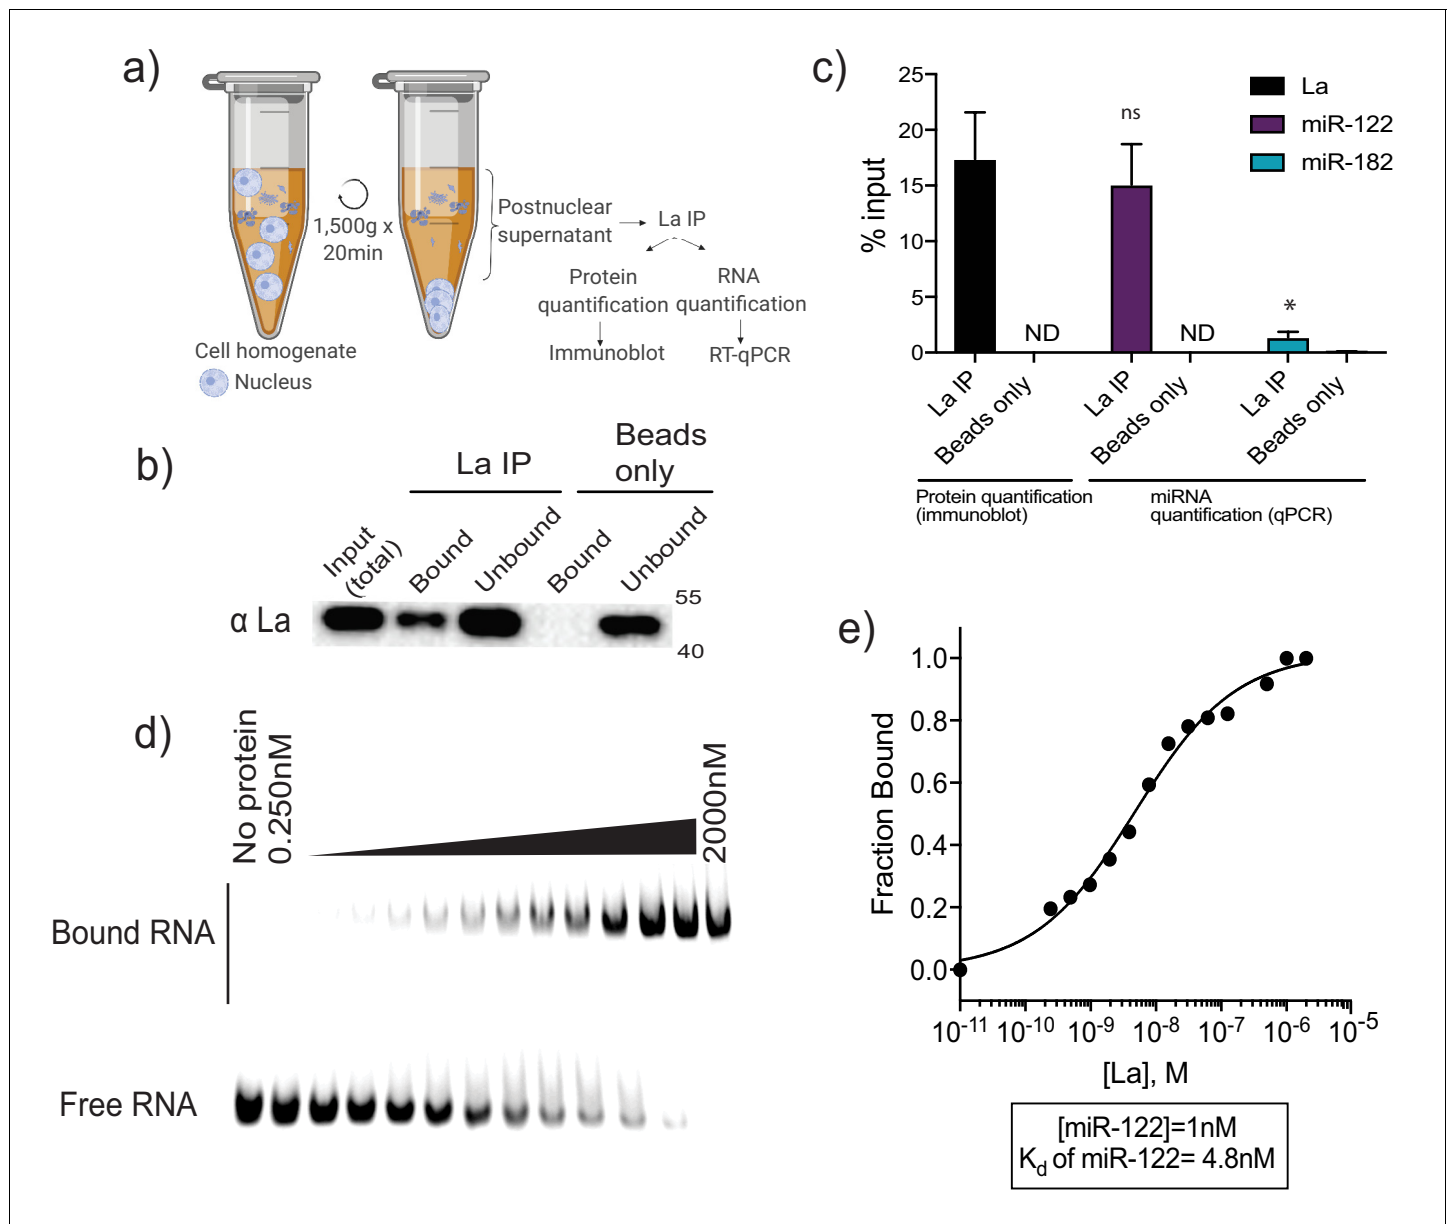 a)
1,500g x
20min
Postnuclear
supernatant
La IP
Protein
quantification
RNA
quantification
Immunoblot
RT-qPCR
Cell homogenate
Nucleus
b)
La IP
Beads
only
Input
(total)
Bound
Unbound
Bound
Unbound
α La
55
40
c)
% input
25
20
15
10
5
0
La
miR-122
miR-182
ns
*
ND
ND
La IP
Beads only
La IP
Beads only
La IP
Beads only
Protein quantification
(immunoblot)
miRNA
quantification (qPCR)
d)
No protein
0.250nM
2000nM
Bound RNA
Free RNA
e)
Fraction Bound
1.0
0.8
0.6
0.4
0.2
0.0
10-11 10-10 10-9 10-8 10-7 10-6 10-5
[La], M
[miR-122]=1nM
Kd of miR-122= 4.8nM